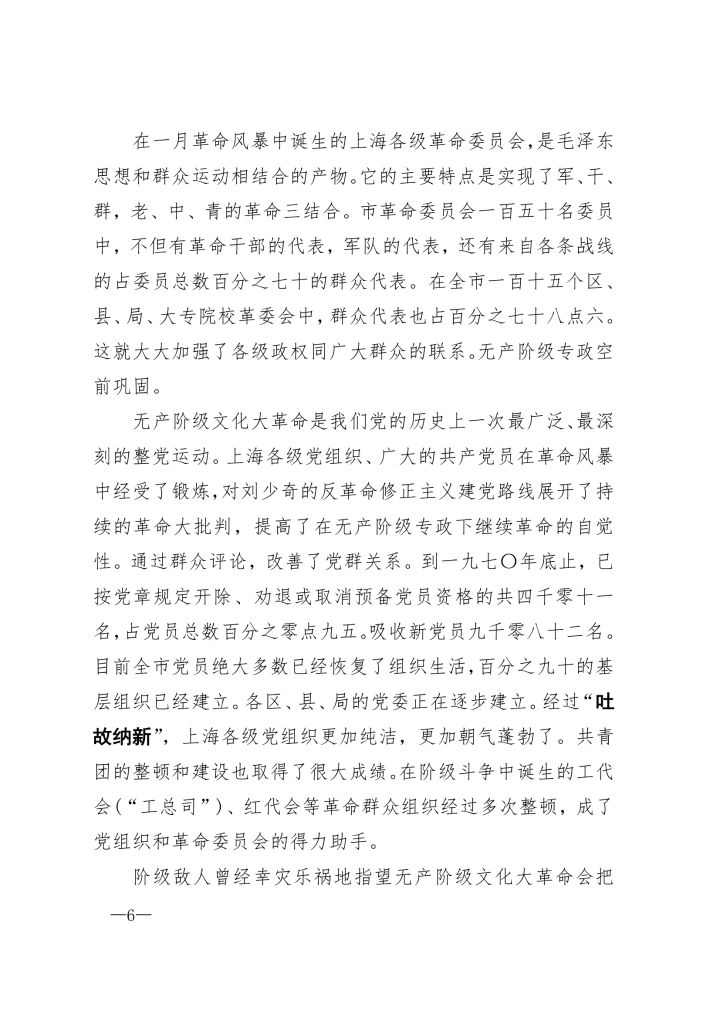 在一月革命风暴中诞生的上海各级革命委员会，是毛泽东
思想和群众运动相结合的产物。它的主要特点是实现了军、干、
群，老、中、青的革命三结合。市革命委员会一百五十名委员
中，不但有革命干部的代表，军队的代表，还有来自各条战线
的占委员总数百分之七十的群众代表。在全市一百十五个区、
县、局、大专院校革委会中，群众代表也占百分之七十八点六。
这就大大加强了各级政权同广大群众的联系。无产阶级专政空
前巩固。
无产阶级文化大革命是我们党的历史上一次最广泛、最深
刻的整党运动。上海各级党组织、广大的共产党员在革命风暴
中经受了锻炼，对刘少奇的反革命修正主义建党路线展开了持
续的革命大批判，提高了在无产阶级专政下继续革命的自觉
性。通过群众评论，改善了党群关系。到一九七〇年底止，已
按党章规定开除、劝退或取消预备党员资格的共四千零十一
名，占党员总数百分之零点九五。吸收新党员九千零八十二名。
目前全市党员绝大多数已经恢复了组织生活，百分之九十的基
层组织已经建立。各区、县、局的党委正在逐步建立。经过“吐
故纳新”，上海各级党组织更加纯洁，更加朝气蓬勃了。共青
团的整顿和建设也取得了很大成绩。在阶级斗争中诞生的工代
会(“工总司”)、红代会等革命群众组织经过多次整顿，成了
党组织和革命委员会的得力助手。
阶级敌人曾经幸灾乐祸地指望无产阶级文化大革命会把
—6—